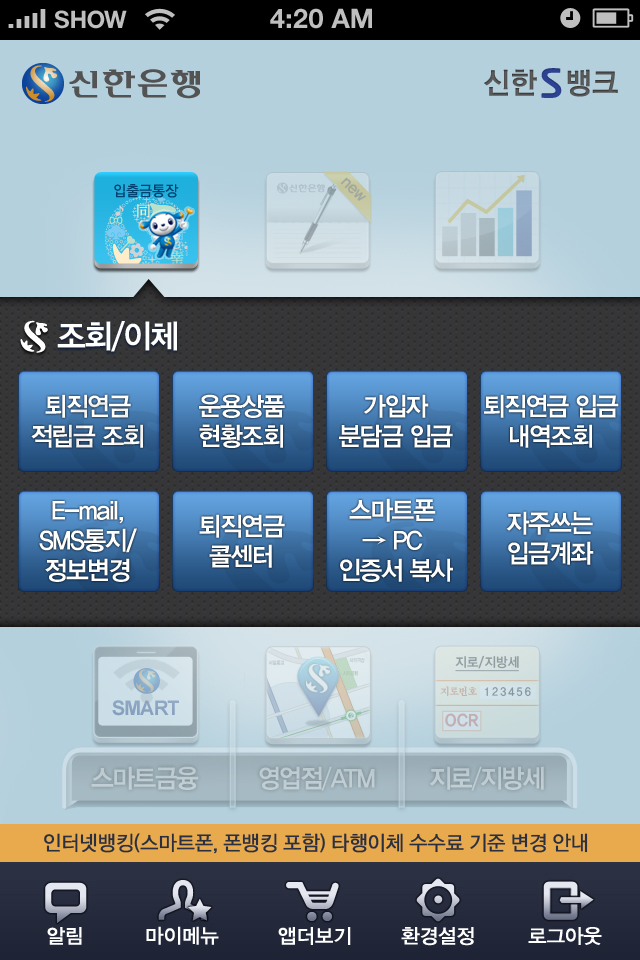 SHOW 4:20 AM
신한은행 신한S뱅크
입출금통장
신한은행
new
조회/이체
퇴직연금
적립금 조회
운용상품
현황조회
가입자
분담금 입금
퇴직연금 입금
내역조회
E-mail,
SMS통지/
정보변경
퇴직연금
콜센터
스마트폰
→ PC
인증서 복사
자주쓰는
입금계좌
SMART
지로/지방세
지로번호 123456
OCR
스마트금융 영업점/ATM 지로/지방세
인터넷뱅킹(스마트폰, 폰뱅킹 포함) 타행이체 수수료 기준 변경 안내
알림 마이메뉴 앱더보기 환경설정 로그아웃